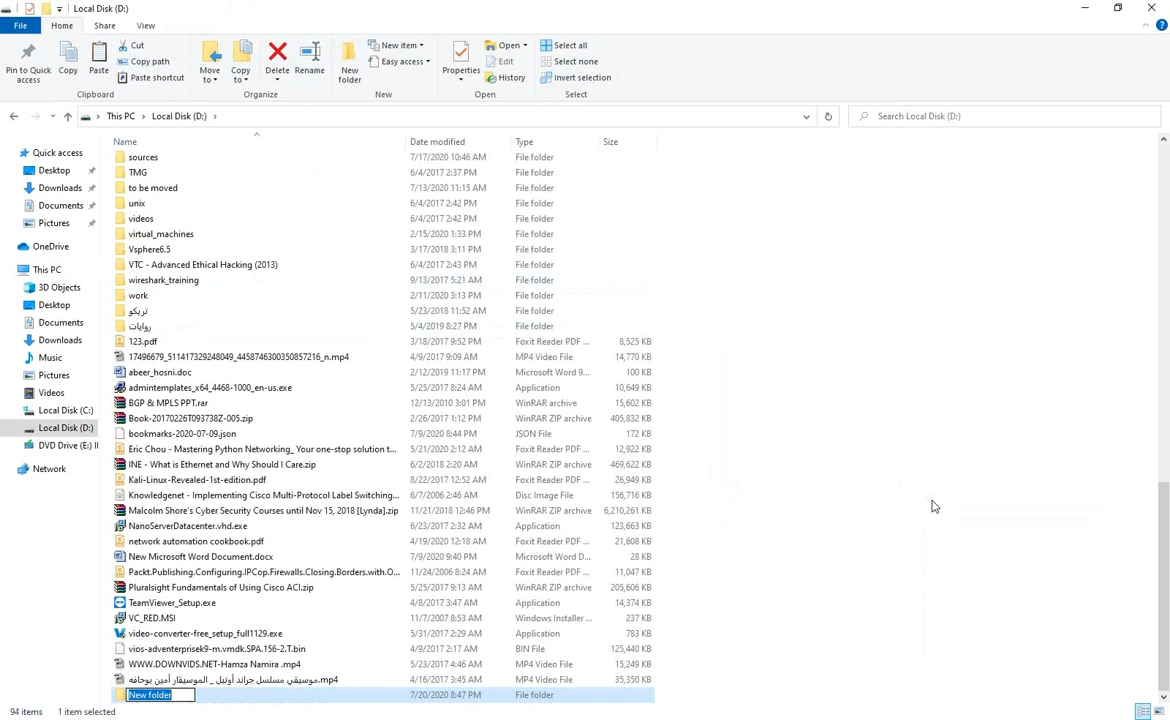 Local Disk (D:)
File Home Share View
Pin to Quick access
Copy
Paste
Cut
Copy path
Paste shortcut
Clipboard
Move to
Copy to
Delete
Rename
Organize
New folder
New item
Easy access
New
Properties
Open
Edit
History
Open
Select all
Select none
Invert selection
Select
This PC > Local Disk (D:) >
Search Local Disk (D:)
Quick access
Desktop
Downloads
Documents
Pictures
OneDrive
This PC
3D Objects
Desktop
Documents
Downloads
Music
Pictures
Videos
Local Disk (C:)
Local Disk (D:)
DVD Drive (E:) I
Network
Name Date modified Type Size
sources 7/17/2020 10:46 AM File folder
TMG 6/4/2017 2:37 PM File folder
to be moved 7/13/2020 11:15 AM File folder
unix 6/4/2017 2:42 PM File folder
videos 6/4/2017 2:42 PM File folder
virtual_machines 2/15/2020 1:33 PM File folder
Vsphere6.5 3/17/2018 3:11 PM File folder
VTC - Advanced Ethical Hacking (2013) 6/4/2017 2:43 PM File folder
wireshark_training 9/13/2017 5:21 AM File folder
work 2/11/2020 3:13 PM File folder
تريكو 5/23/2018 11:52 AM File folder
روايات 5/4/2019 8:27 PM File folder
123.pdf 3/18/2017 9:52 PM Foxit Reader PDF ... 8,525 KB
17496679_511417329248049_4458746300350857216_n.mp4 4/9/2017 9:09 AM MP4 Video File 14,770 KB
abeer_hosni.doc 2/12/2019 11:17 PM Microsoft Word 9... 100 KB
admintemplates_x64_4468-1000_en-us.exe 5/25/2017 8:24 AM Application 10,649 KB
BGP & MPLS PPT.rar 12/13/2010 3:01 PM WinRAR archive 15,602 KB
Book-20170226T093738Z-005.zip 2/26/2017 1:12 PM WinRAR ZIP archive 405,832 KB
bookmarks-2020-07-09.json 7/9/2020 8:44 PM JSON File 172 KB
Eric Chou - Mastering Python Networking_ Your one-stop solution t... 5/21/2020 2:12 AM Foxit Reader PDF ... 12,922 KB
INE - What is Ethernet and Why Should I Care.zip 6/2/2018 2:20 AM WinRAR ZIP archive 469,622 KB
Kali-Linux-Revealed-1st-edition.pdf 8/22/2017 12:52 AM Foxit Reader PDF ... 26,949 KB
Knowledgenet - Implementing Cisco Multi-Protocol Label Switching... 6/7/2006 2:46 AM Disc Image File 156,716 KB
Malcolm Shore's Cyber Security Courses until Nov 15, 2018 [Lynda].zip 11/21/2018 12:46 PM WinRAR ZIP archive 6,210,261 KB
NanoServerDatacenter.vhd.exe 6/23/2017 2:32 AM Application 123,663 KB
network automation cookbook.pdf 4/19/2020 12:18 AM Foxit Reader PDF ... 21,608 KB
New Microsoft Word Document.docx 7/9/2020 9:40 PM Microsoft Word D... 28 KB
Packt.Publishing.Configuring.IPCop.Firewalls.Closing.Borders.with.O... 11/24/2006 8:24 AM Foxit Reader PDF ... 11,047 KB
Pluralsight Fundamentals of Using Cisco ACI.zip 5/25/2017 9:13 AM WinRAR ZIP archive 205,606 KB
TeamViewer_Setup.exe 4/8/2017 3:47 AM Application 14,374 KB
VC_RED.MSI 11/7/2007 8:53 AM Windows Installer ... 237 KB
video-converter-free_setup_full1129.exe 5/31/2017 2:29 AM Application 783 KB
vios-adventerprisek9-m.vmdk.SPA.156-2.T.bin 4/9/2017 2:17 AM BIN File 125,440 KB
WWW.DOWNVIDS.NET-Hamza Namira .mp4 5/23/2017 4:46 AM MP4 Video File 15,249 KB
موسيقي مسلسل جراند أوتيل _ الموسيقار أمين بوحافه.mp4 4/16/2017 3:45 AM MP4 Video File 35,350 KB
New folder 7/20/2020 8:47 PM File folder
94 items 1 item selected